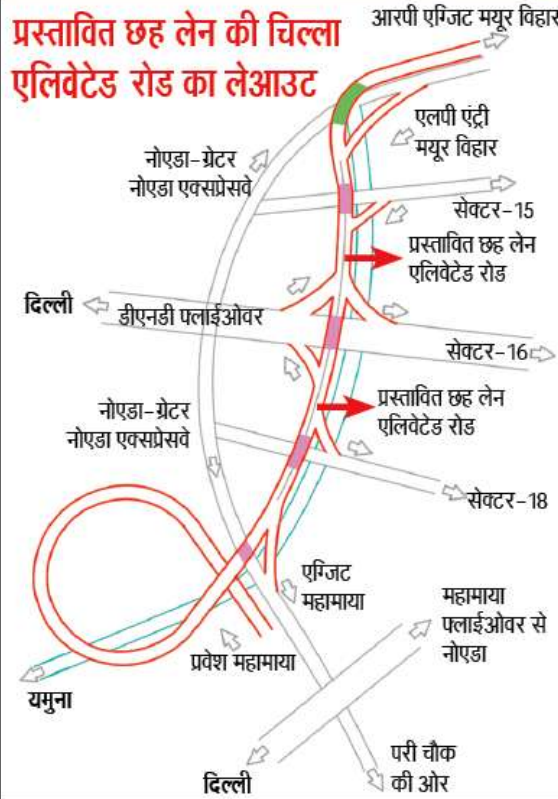 प्रस्तावित छह लेन की चिल्ला
एलिवेटेड रोड का लेआउट
आरपी एग्जिट मयूर विहार
एलपी एंट्री
मयूर विहार
नोएडा-ग्रेटर
नोएडा एक्सप्रेसवे
सेक्टर-15
प्रस्तावित छह लेन
एलिवेटेड रोड
दिल्ली
डीएनडी फ्लाईओवर
सेक्टर-16
नोएडा-ग्रेटर
नोएडा एक्सप्रेसवे
प्रस्तावित छह लेन
एलिवेटेड रोड
सेक्टर-18
एग्जिट
महामाया
महामाया
फ्लाईओवर से
नोएडा
प्रवेश महामाया
यमुना
परी चौक
की ओर
दिल्ली